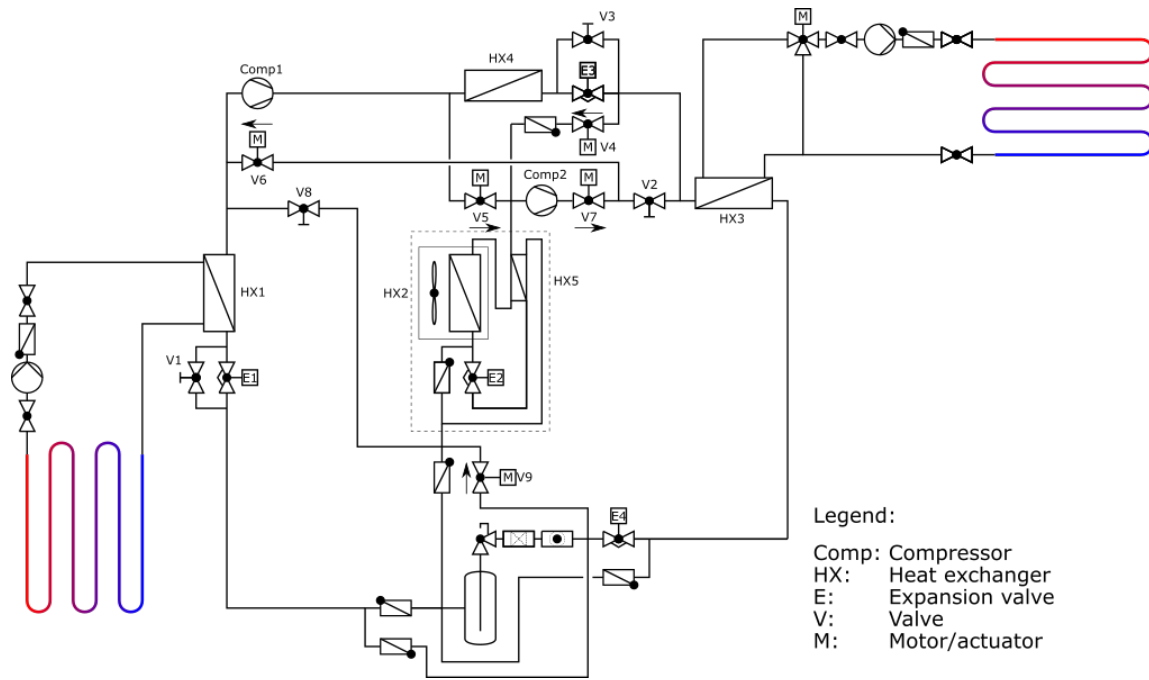 V3
M
HX4
Comp1
E3
M
V4
M
V6
M
Comp2
M
V2
V8
V5
V7
HX3
HX1
HX2
HX5
V1
E1
E2
M
V9
E4
Legend:
Comp: Compressor
HX: Heat exchanger
E: Expansion valve
V: Valve
M: Motor/actuator